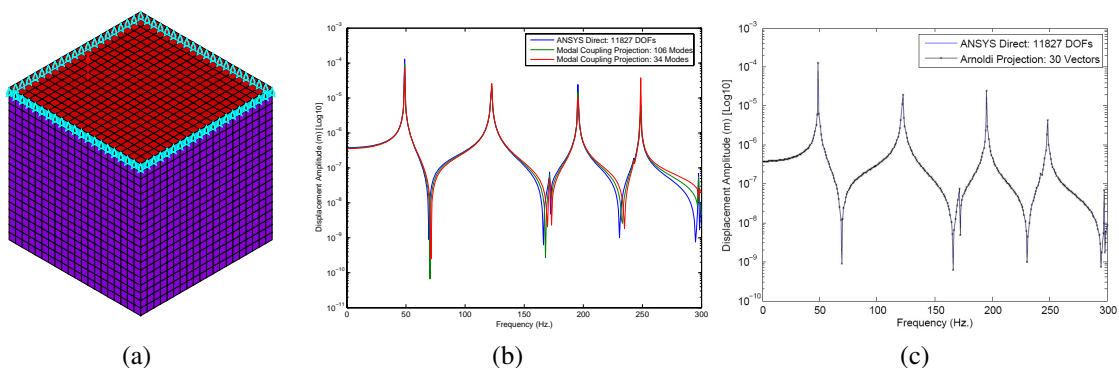 ANSYS Direct: 11827 DOFs
Modal Coupling Projection: 106 Modes
Modal Coupling Projection: 34 Modes
Displacement Amplitude (m) [Log10]
10⁻³
10⁻⁴
10⁻⁵
10⁻⁶
10⁻⁷
10⁻⁸
10⁻⁹
10⁻¹⁰
10⁻¹¹
0 50 100 150 200 250 300
Frequency (Hz.)
ANSYS Direct: 11827 DOFs
Arnoldi Projection: 30 Vectors
Displacement Amplitude (m) [Log10]
10⁻³
10⁻⁴
10⁻⁵
10⁻⁶
10⁻⁷
10⁻⁸
10⁻⁹
10⁻¹⁰
0 50 100 150 200 250 300
Frequency (Hz.)
(a) (b) (c)